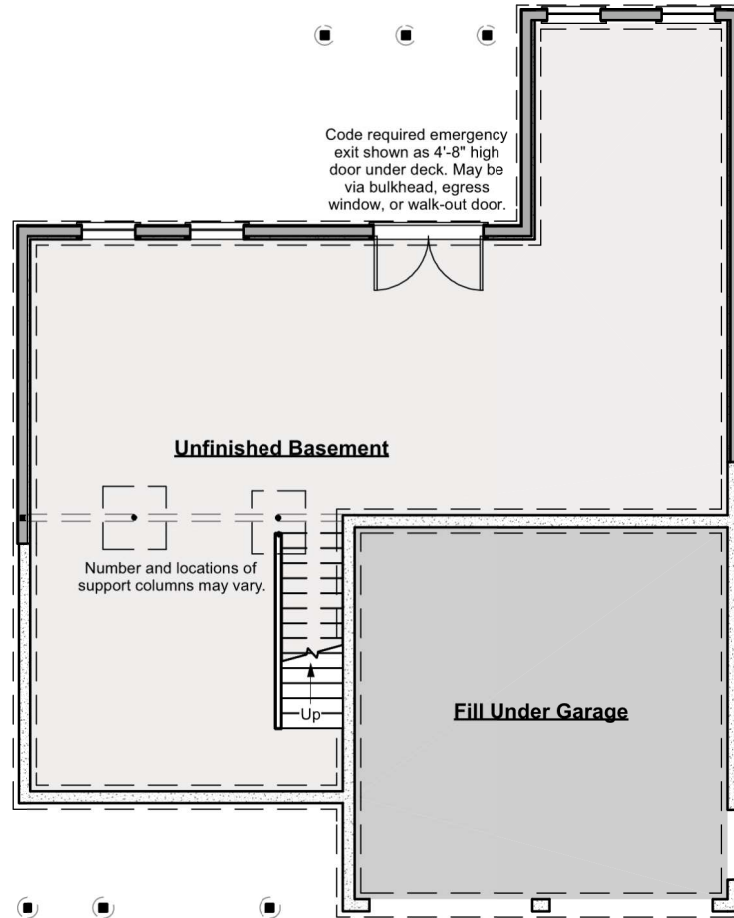 Code required emergency
exit shown as 4'-8" high
door under deck. May be
via bulkhead, egress
window, or walk-out door.
Unfinished Basement
Number and locations of
support columns may vary.
Up
Fill Under Garage